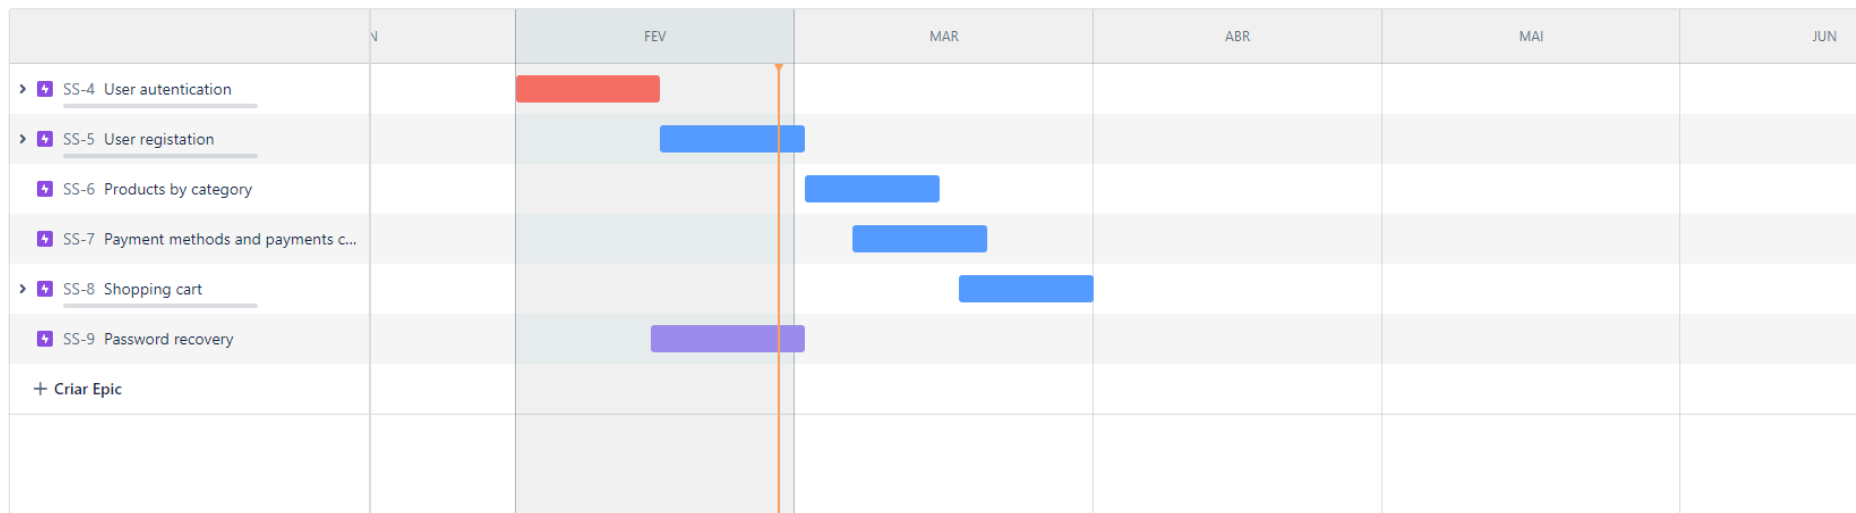 N FEV MAR ABR MAI JUN
SS-4 User autentication
SS-5 User registation
SS-6 Products by category
SS-7 Payment methods and payments c...
SS-8 Shopping cart
SS-9 Password recovery
+ Criar Epic